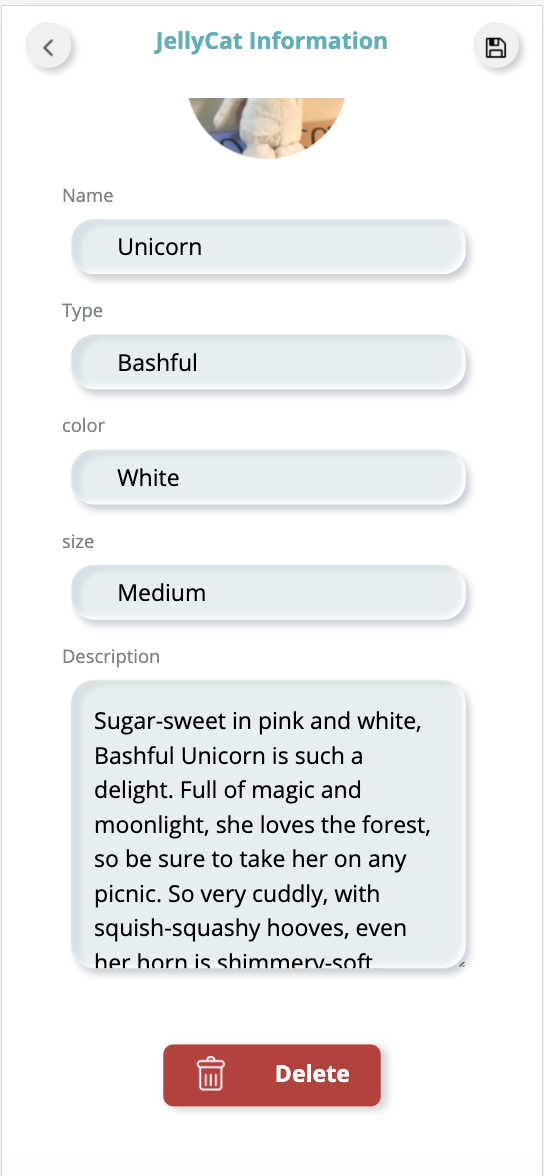 JellyCat Information
Name
Unicorn
Type
Bashful
color
White
size
Medium
Description
Sugar-sweet in pink and white,
Bashful Unicorn is such a
delight. Full of magic and
moonlight, she loves the forest,
so be sure to take her on any
picnic. So very cuddly, with
squish-squashy hooves, even
her horn is shimmery-soft
Delete